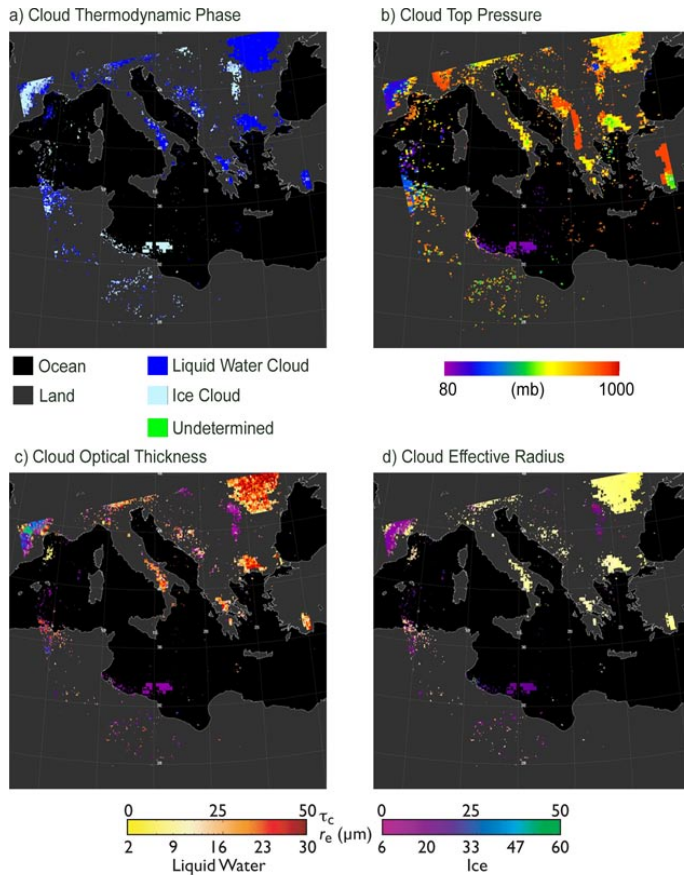 a) Cloud Thermodynamic Phase
b) Cloud Top Pressure
Ocean
Land
Liquid Water Cloud
Ice Cloud
Undetermined
80 (mb) 1000
c) Cloud Optical Thickness
d) Cloud Effective Radius
0 25 50 τc
2 9 16 23 30 re (μm)
Liquid Water
0 25 50
6 20 33 47 60
Ice